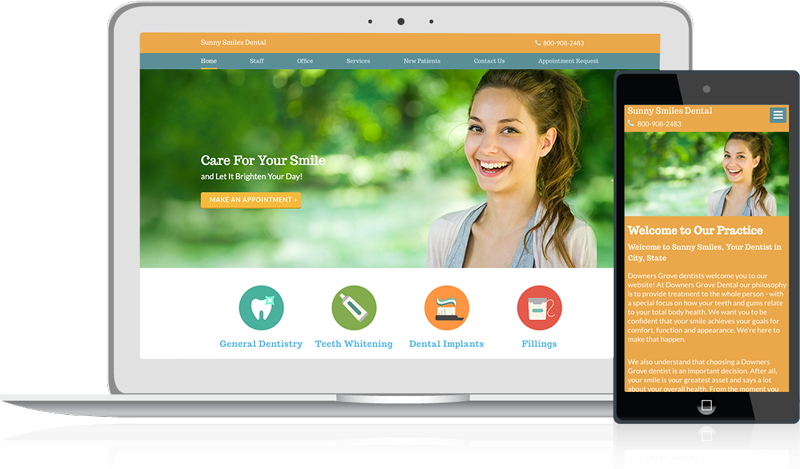 Sunny Smiles Dental
800-908-2483
Home Staff Office Services New Patients Contact Us Appointment Request
Care For Your Smile
and Let It Brighten Your Day!
MAKE AN APPOINTMENT >
General Dentistry Teeth Whitening Dental Implants Fillings
Sunny Smiles Dental
800-908-2483
Welcome to Our Practice
Welcome to Sunny Smiles, Your Dentist in
City, State
Downers Grove dentists welcome you to our
website! At Downers Grove Dental our philosophy
is to provide treatment to the whole person - with
a special focus on how your teeth and gums relate
to your total body health. We want you to be
confident that your smile achieves your goals for
comfort, function and appearance. We're here to
make that happen.
We also understand that choosing a Downers
Grove dentist is an important decision. After all,
your smile is your greatest asset and says a lot
about your overall health. From the moment you